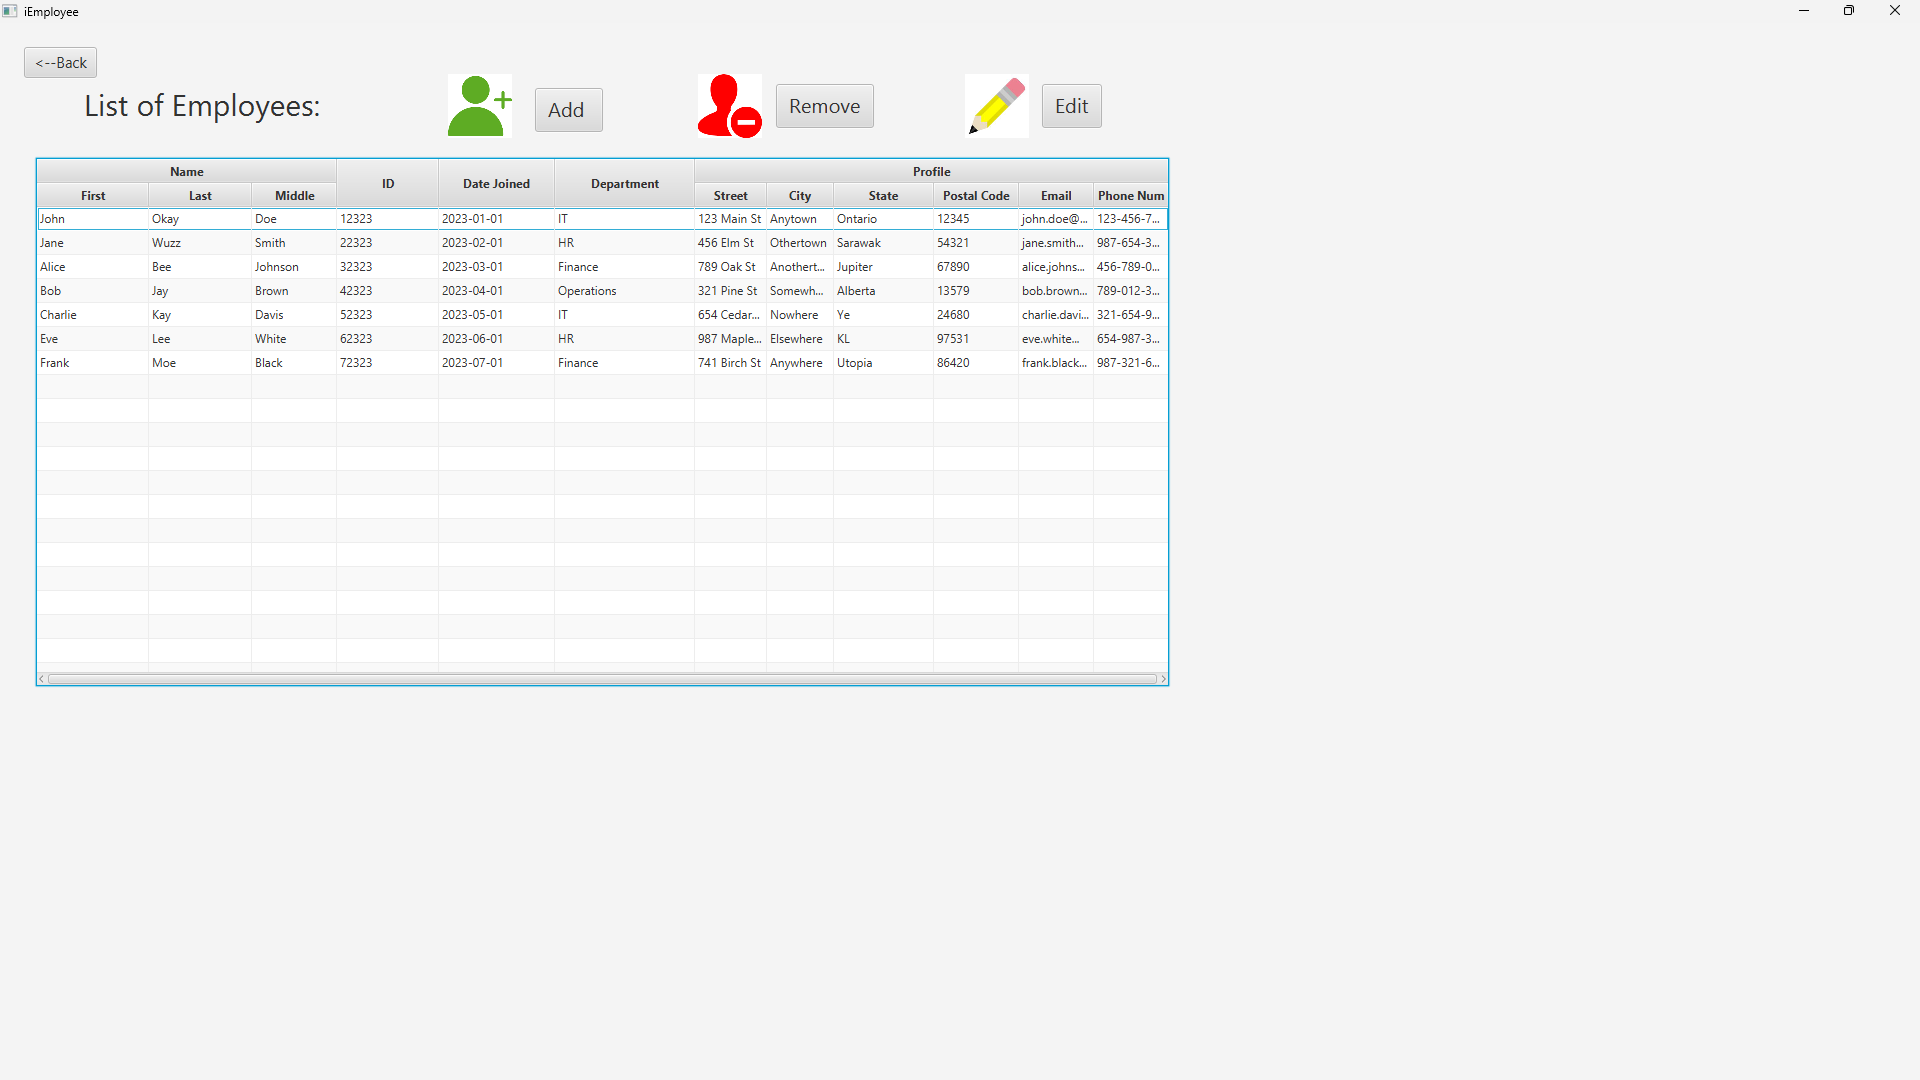 iEmployee
<--Back
List of Employees:
Add
Remove
Edit
Name ID Date Joined Department Profile
First Last Middle Street City State Postal Code Email Phone Num
John Okay Doe 12323 2023-01-01 IT 123 Main St Anytown Ontario 12345 john.doe@... 123-456-7...
Jane Wuzz Smith 22323 2023-02-01 HR 456 Elm St Othertown Sarawak 54321 jane.smith... 987-654-3...
Alice Bee Johnson 32323 2023-03-01 Finance 789 Oak St Anothert... Jupiter 67890 alice.johns... 456-789-0...
Bob Jay Brown 42323 2023-04-01 Operations 321 Pine St Somewh... Alberta 13579 bob.brown... 789-012-3...
Charlie Kay Davis 52323 2023-05-01 IT 654 Cedar... Nowhere Ye 24680 charlie.davi... 321-654-9...
Eve Lee White 62323 2023-06-01 HR 987 Maple... Elsewhere KL 97531 eve.white... 654-987-3...
Frank Moe Black 72323 2023-07-01 Finance 741 Birch St Anywhere Utopia 86420 frank.black... 987-321-6...